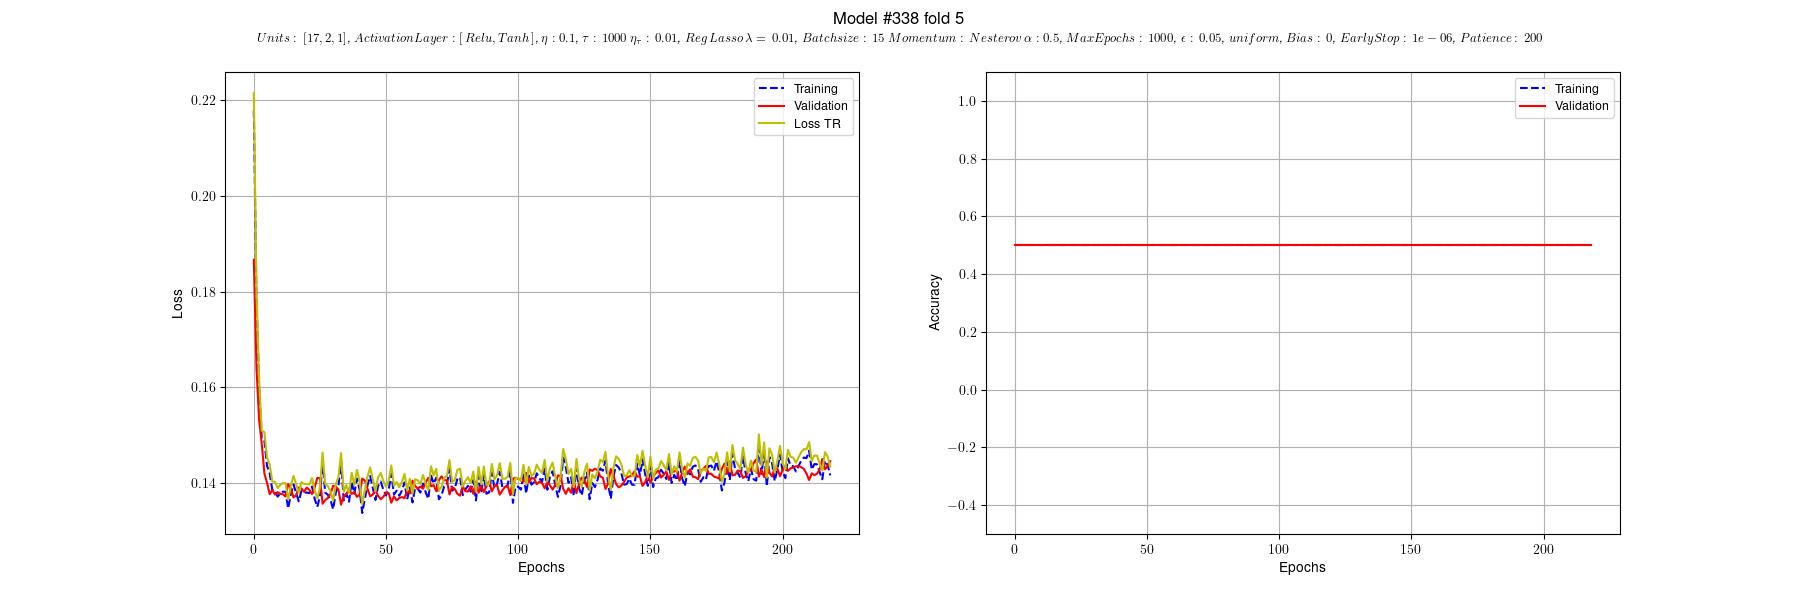 Model #338 fold 5
Units : [17, 2, 1], ActivationLayer : [Relu, Tanh], η : 0.1, τ : 1000 ητ : 0.01, Reg Lasso λ = 0.01, Batchsize : 15 Momentum : Nesterov α : 0.5, MaxEpochs : 1000, ϵ : 0.05, uniform, Bias : 0, EarlyStop : 1e − 06, Patience : 200
Training
Validation
Loss TR
0.22
0.20
0.18
0.16
0.14
Loss
0
50
100
150
200
Epochs
Training
Validation
1.0
0.8
0.6
0.4
0.2
0.0
−0.2
−0.4
Accuracy
0
50
100
150
200
Epochs